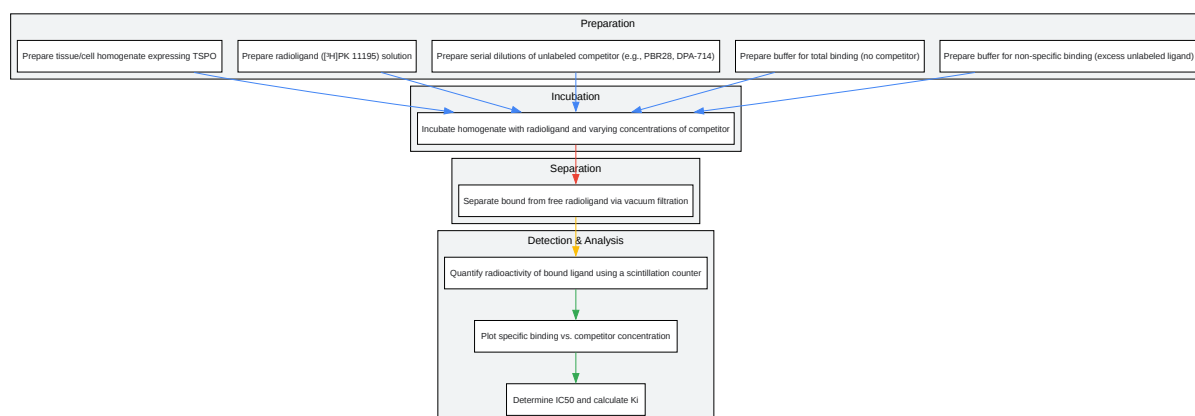 Preparation
Prepare tissue/cell homogenate expressing TSPO
Prepare radioligand ([³H]PK 11195) solution
Prepare serial dilutions of unlabeled competitor (e.g., PBR28, DPA-714)
Prepare buffer for total binding (no competitor)
Prepare buffer for non-specific binding (excess unlabeled ligand)
Incubation
Incubate homogenate with radioligand and varying concentrations of competitor
Separation
Separate bound from free radioligand via vacuum filtration
Detection & Analysis
Quantify radioactivity of bound ligand using a scintillation counter
Plot specific binding vs. competitor concentration
Determine IC50 and calculate Ki